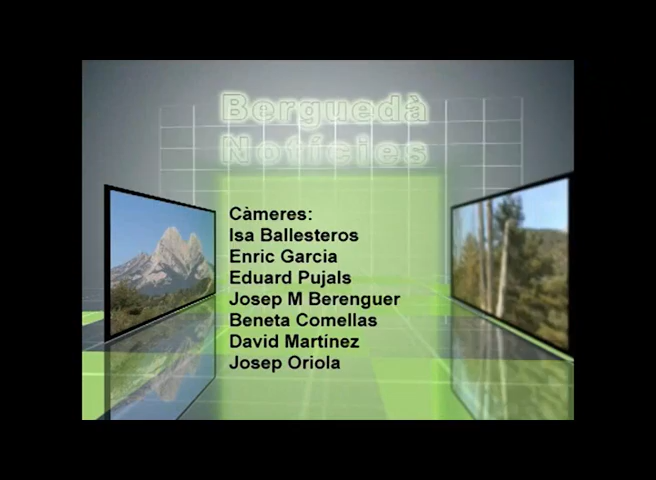 Berguedà
Notícies
Càmeres:
Isa Ballesteros
Enric Garcia
Eduard Pujals
Josep M Berenguer
Beneta Comellas
David Martínez
Josep Oriola